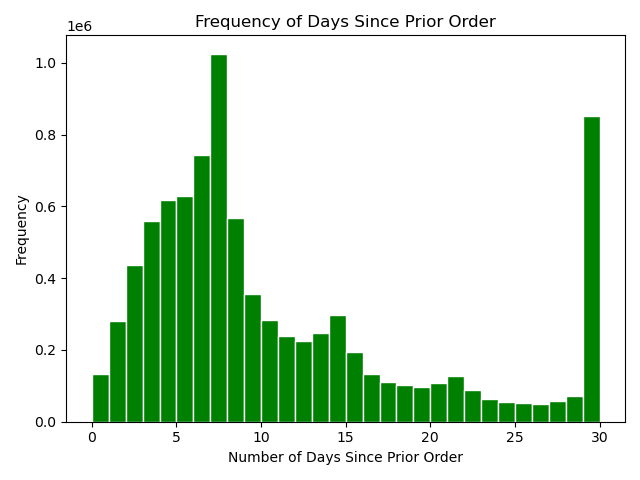 Frequency of Days Since Prior Order
1e6
1.0
0.8
0.6
0.4
0.2
0.0
Frequency
0 5 10 15 20 25 30
Number of Days Since Prior Order